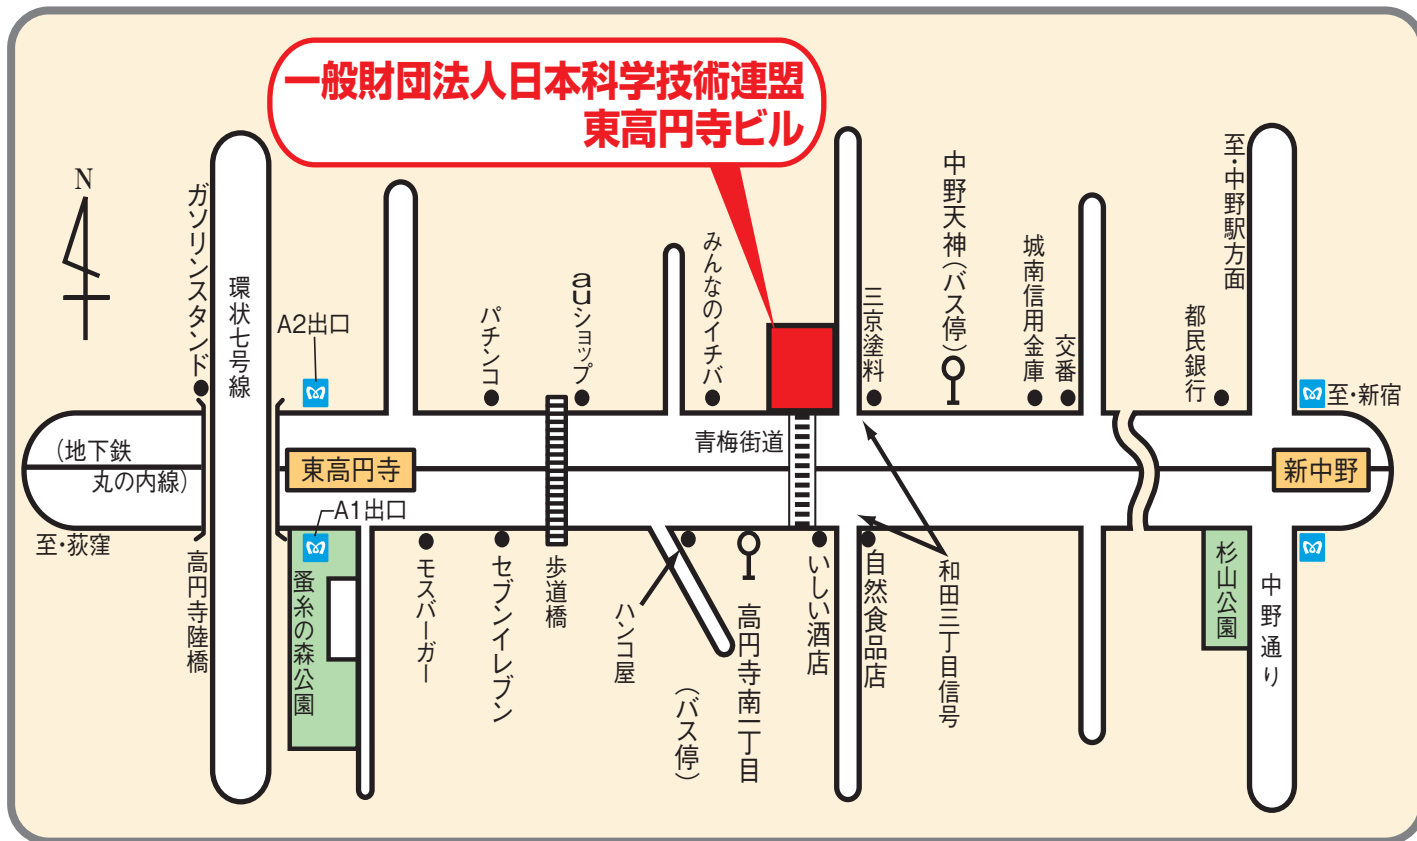 一般財団法人日本科学技術連盟
東高円寺ビル
N
ガソリンスタンド
環状七号線
A2出口
パチンコ
auショップ
みんなのイチバ
三京塗料
中野天神(バス停)
城南信用金庫
交番
都民銀行
至・中野駅方面
至・新宿
青梅街道
(地下鉄
丸の内線)
東高円寺
新中野
A1出口
至・荻窪
高円寺陸橋
蚕糸の森公園
モスバーガー
セブンイレブン
歩道橋
ハンコ屋
高円寺南一丁目
(バス停)
いしい酒店
自然食品店
和田三丁目信号
杉山公園
中野通り